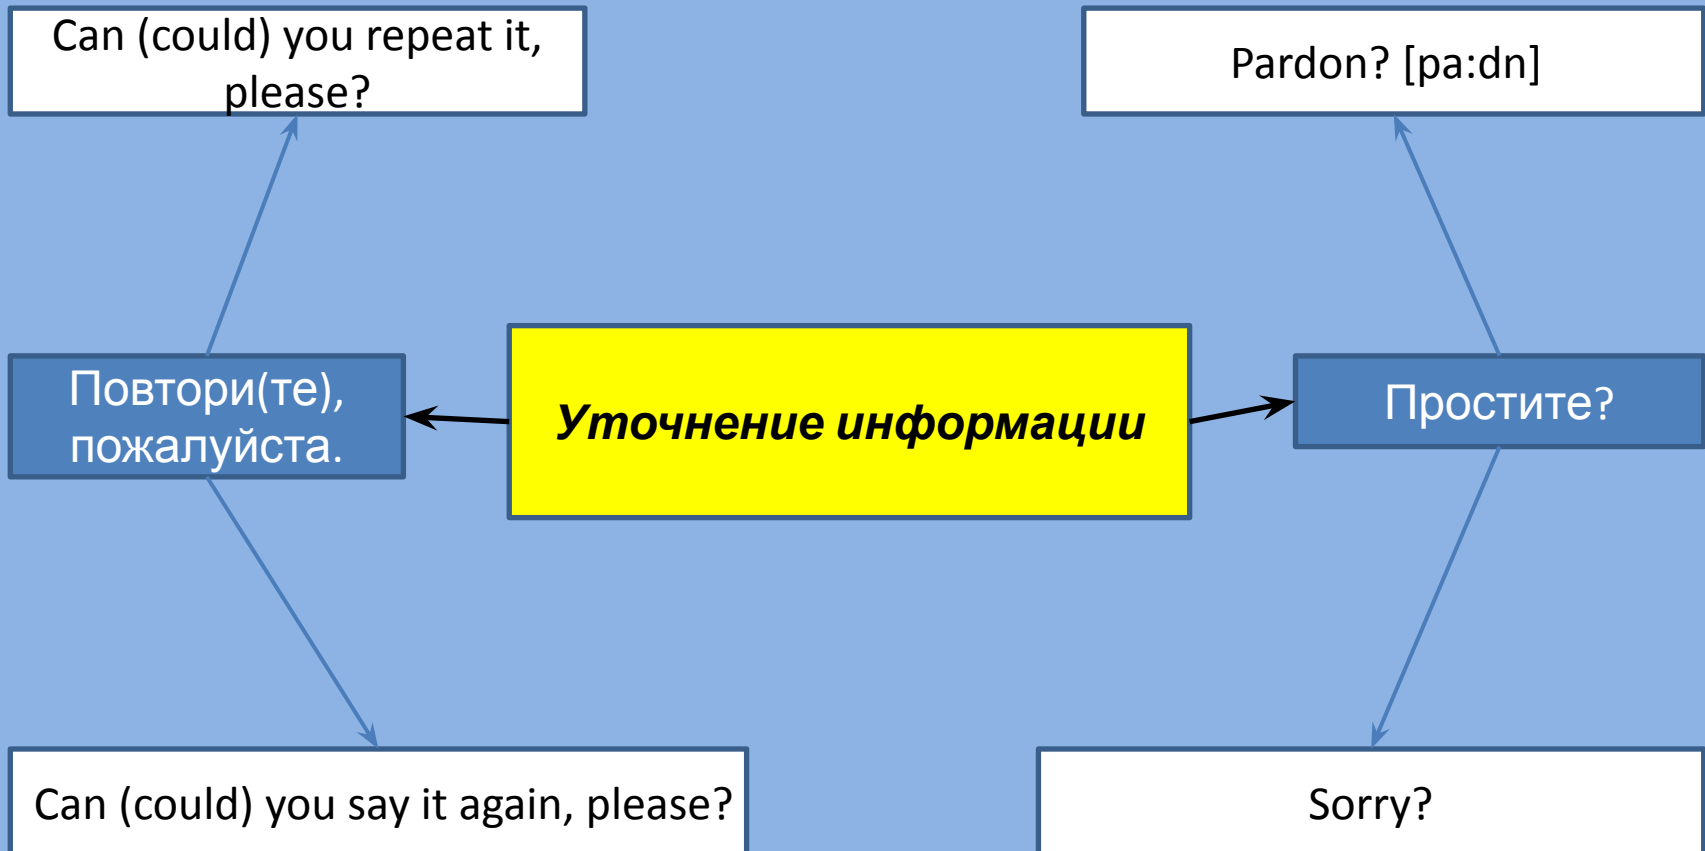 Can (could) you repeat it,
please?
Pardon? [pa:dn]
Повтори(те),
пожалуйста.
Уточнение информации
Простите?
Can (could) you say it again, please?
Sorry?